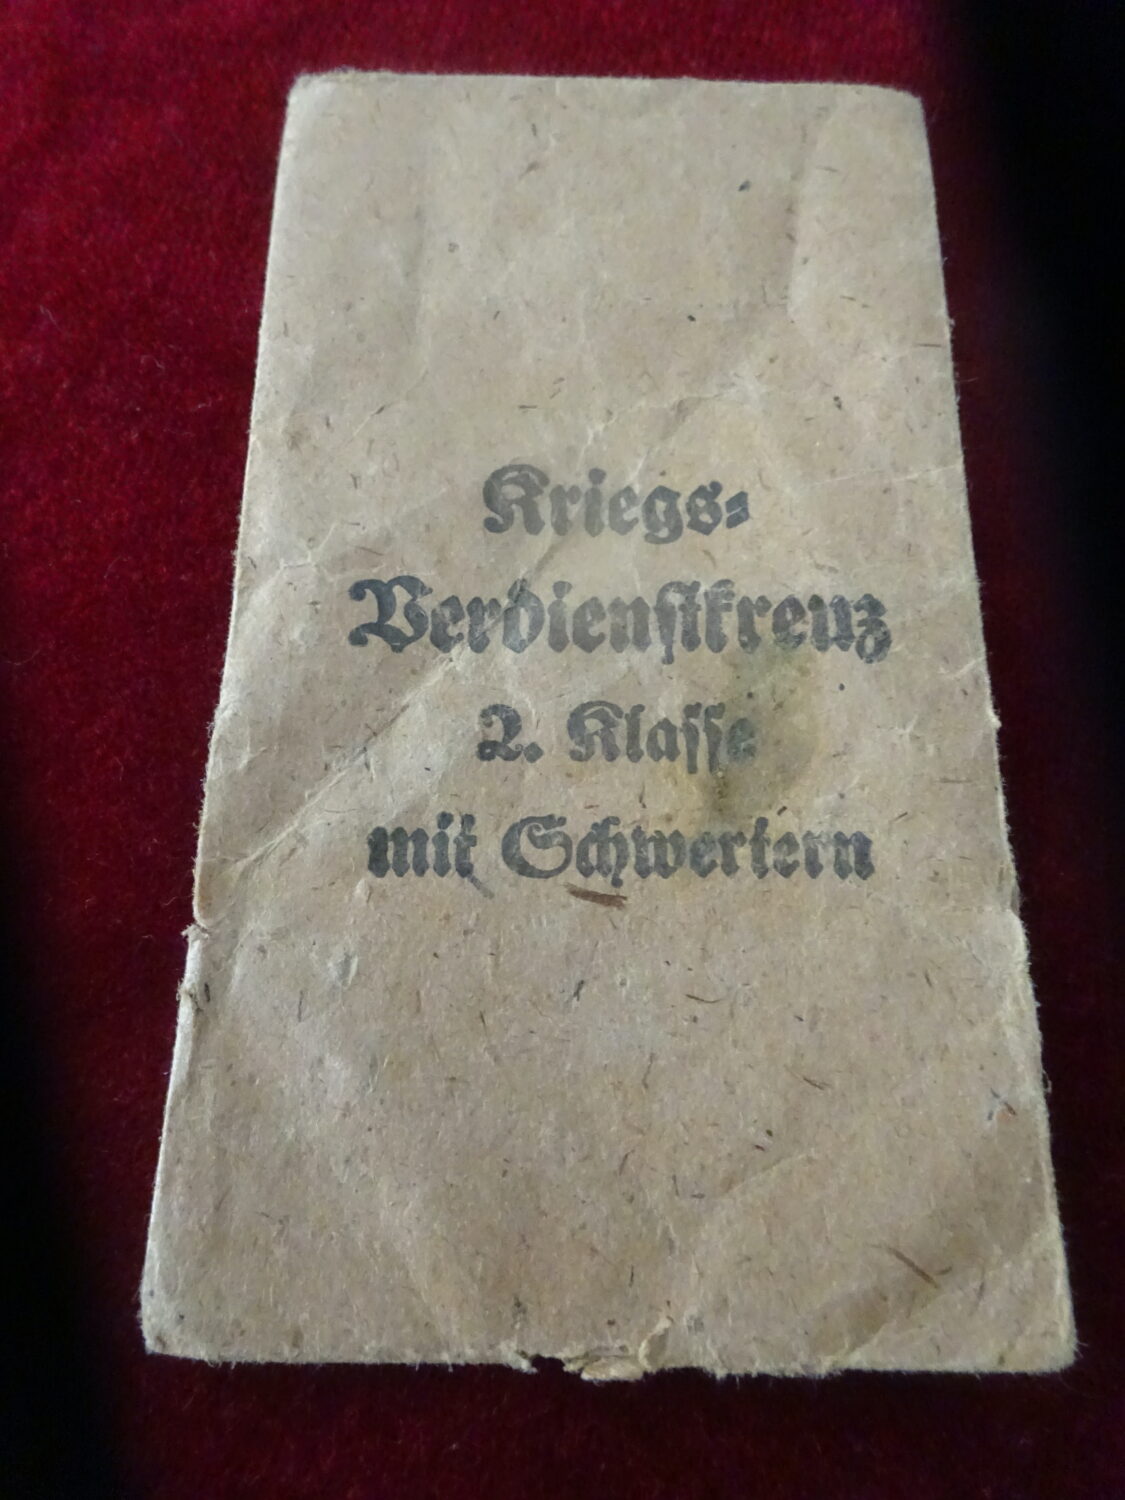 Kriegs-
Verdienstkreuz
2. Klasse
mit Schwertern